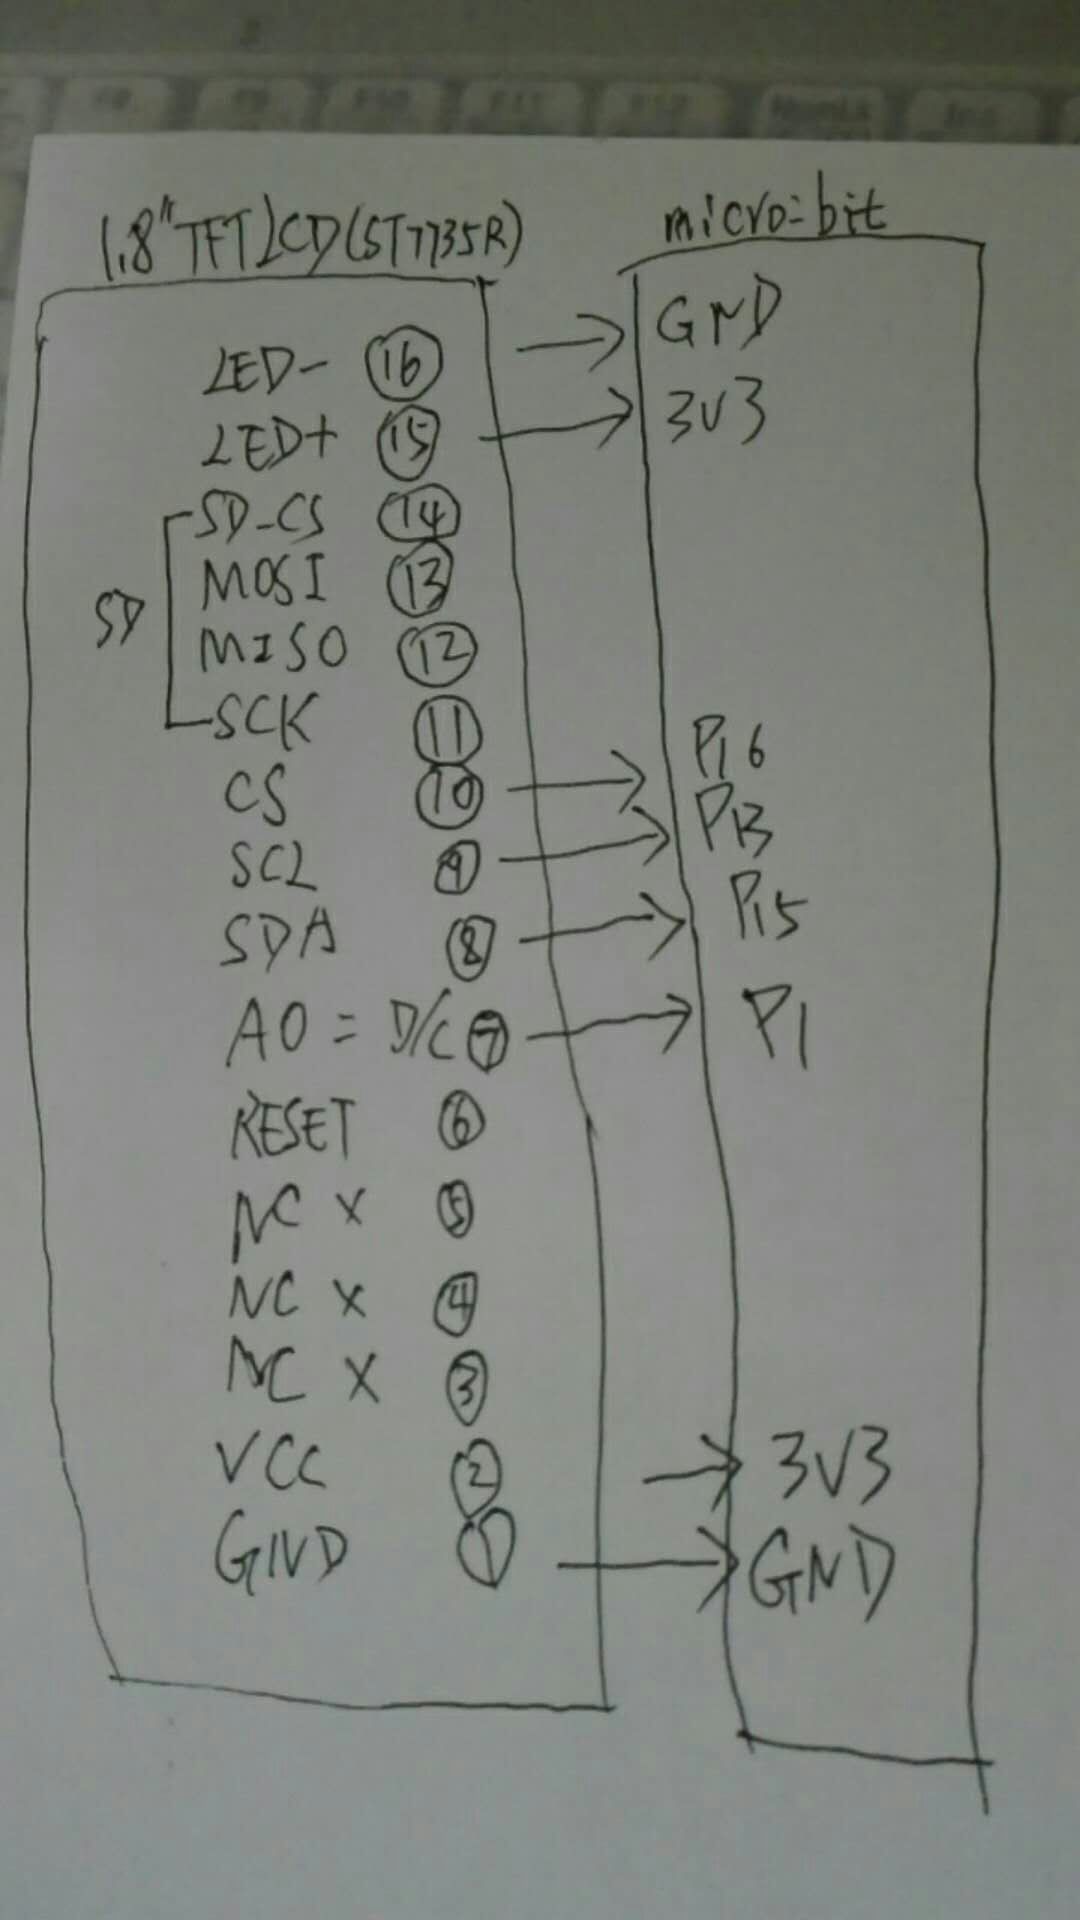 1.8" TFT LCD(ST7735R)
micro:bit
LED- 16 → GND
LED+ 15 → 3V3
SD
SD-CS 14
MOSI 13
MISO 12
SCK 11
CS 10 → P16
SCL 9 → P13
SDA 8 → P15
A0 = D/C 7 → P1
RESET 6
NC x 5
NC x 4
NC x 3
VCC 2 → 3V3
GND 1 → GND